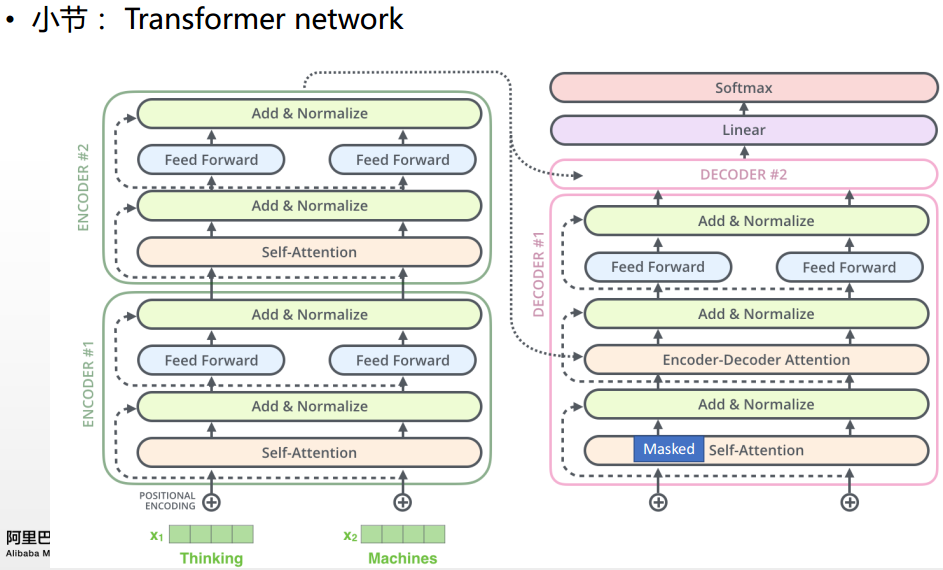 • 小节： Transformer network
ENCODER #2
Add & Normalize
Feed Forward Feed Forward
Add & Normalize
Self-Attention
ENCODER #1
Add & Normalize
Feed Forward Feed Forward
Add & Normalize
Self-Attention
POSITIONAL
ENCODING
x₁ x₂
Thinking Machines
Softmax
Linear
DECODER #2
DECODER #1
Add & Normalize
Feed Forward Feed Forward
Add & Normalize
Encoder-Decoder Attention
Add & Normalize
Masked Self-Attention
阿里巴
Alibaba M